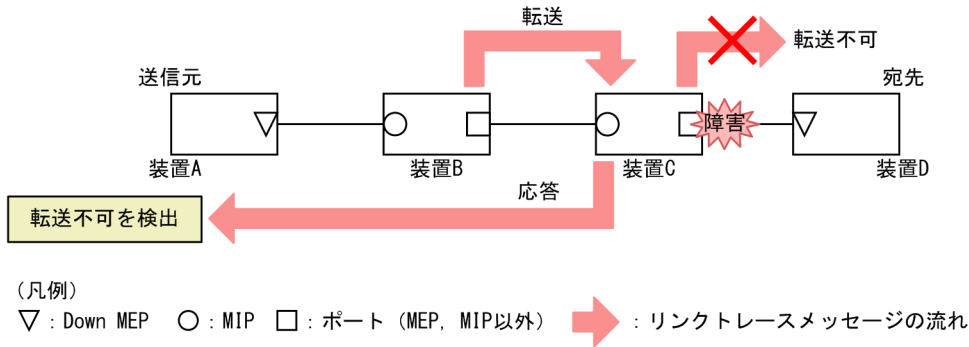 転送
転送不可
送信元
宛先
障害
装置A
装置B
装置C
装置D
応答
転送不可を検出
(凡例)
：Down MEP ：MIP ：ポート（MEP，MIP以外） ：リンクトレースメッセージの流れ